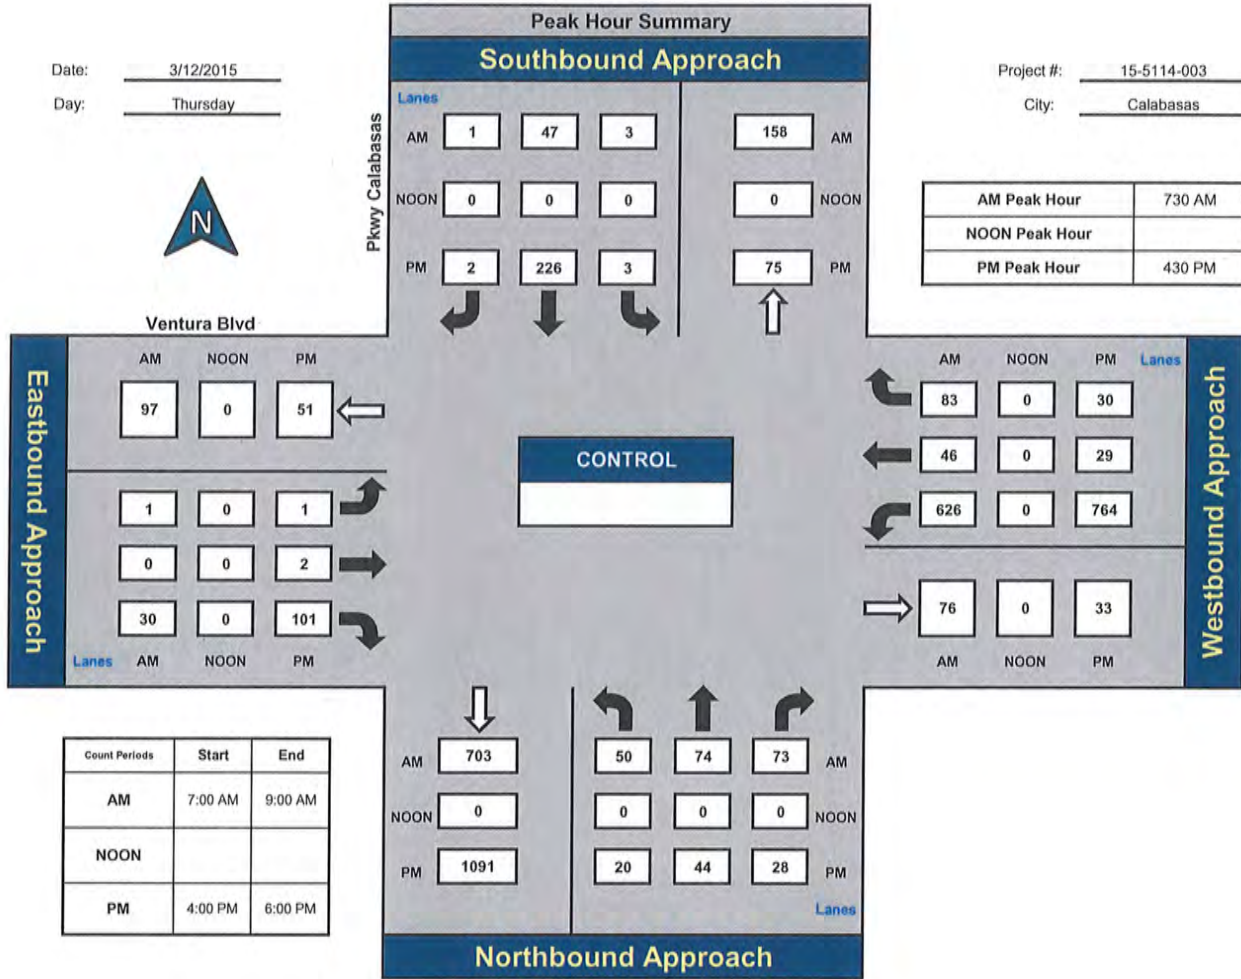 Peak Hour Summary
Southbound Approach
Date: 3/12/2015
Day: Thursday
Project #: 15-5114-003
City: Calabasas
Lanes
AM 1 47 3 158 AM
NOON 0 0 0 0 NOON
PM 2 226 3 75 PM
Pkwy Calabasas
N
AM Peak Hour 730 AM
NOON Peak Hour
PM Peak Hour 430 PM
Ventura Blvd
Eastbound Approach
AM NOON PM
97 0 51
1 0 1
0 0 2
30 0 101
Lanes AM NOON PM
CONTROL
AM NOON PM Lanes
83 0 30
46 0 29
626 0 764
76 0 33
AM NOON PM
Westbound Approach
Count Periods Start End
AM 7:00 AM 9:00 AM
NOON
PM 4:00 PM 6:00 PM
AM 703 50 74 73 AM
NOON 0 0 0 0 NOON
PM 1091 20 44 28 PM
Lanes
Northbound Approach